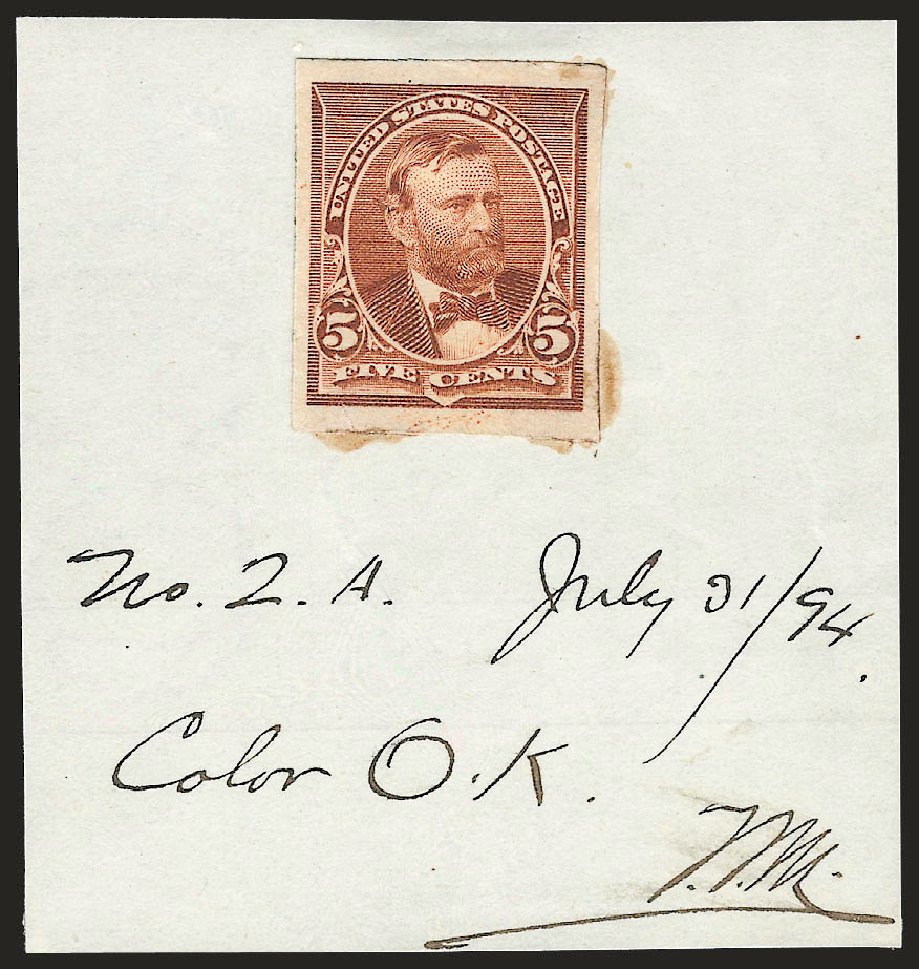 UNITED STATES POSTAGE
5 5
FIVE CENTS
No. 2. A. July 31/94.
Color O.K.